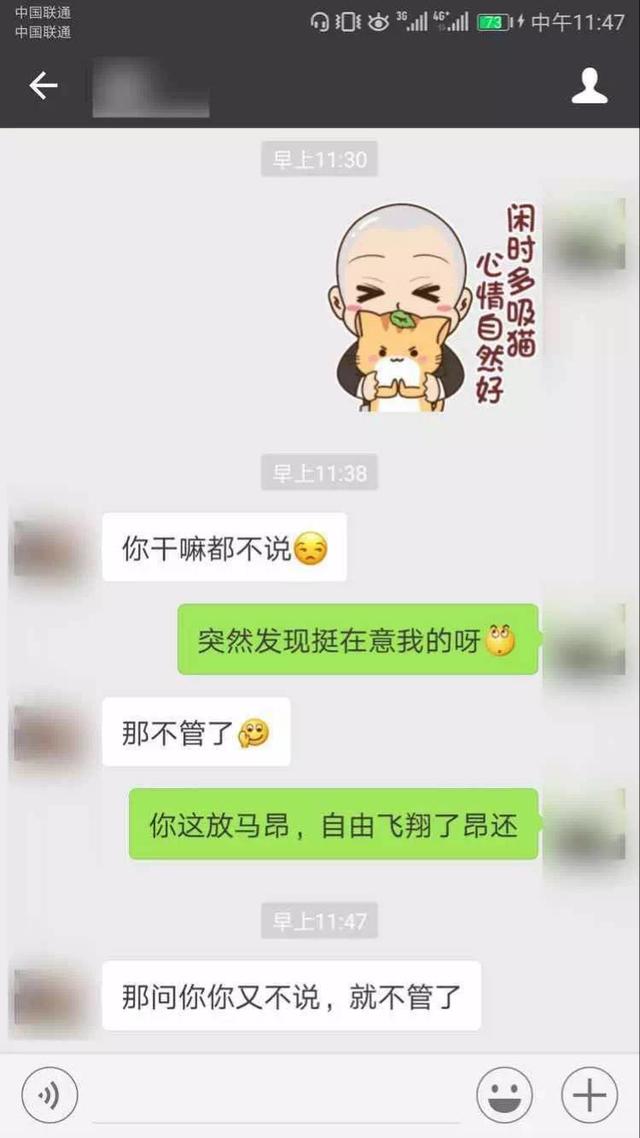 中国联通
中国联通
3G
4G+
73
中午11:47
早上11:30
闲时多吸猫
心情自然好
早上11:38
你干嘛都不说
突然发现挺在意我的呀
那不管了
你这放马昂，自由飞翔了昂还
早上11:47
那问你你又不说，就不管了